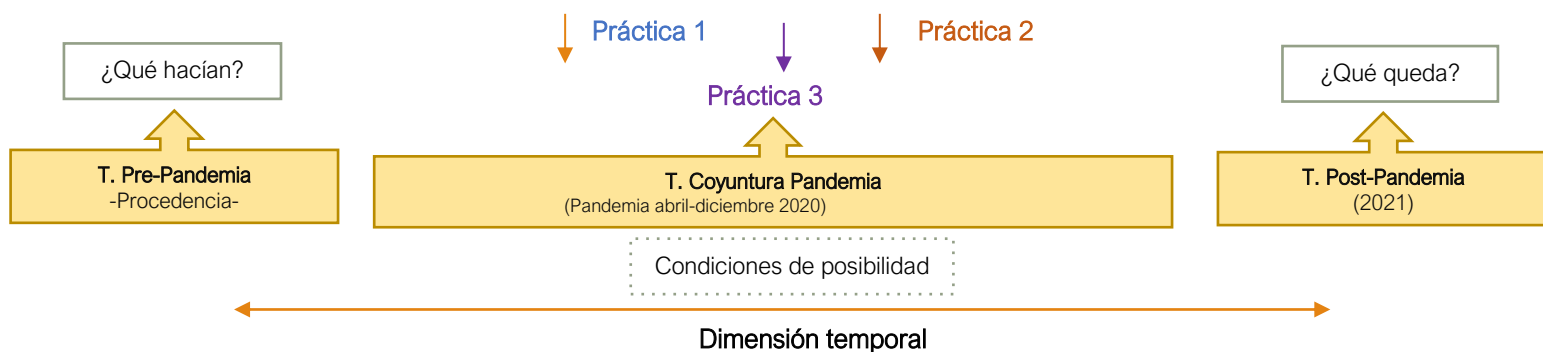 Práctica 1
Práctica 2
¿Qué hacían?
¿Qué queda?
Práctica 3
T. Pre-Pandemia
-Procedencia-
T. Coyuntura Pandemia
(Pandemia abril-diciembre 2020)
T. Post-Pandemia
(2021)
Condiciones de posibilidad
Dimensión temporal